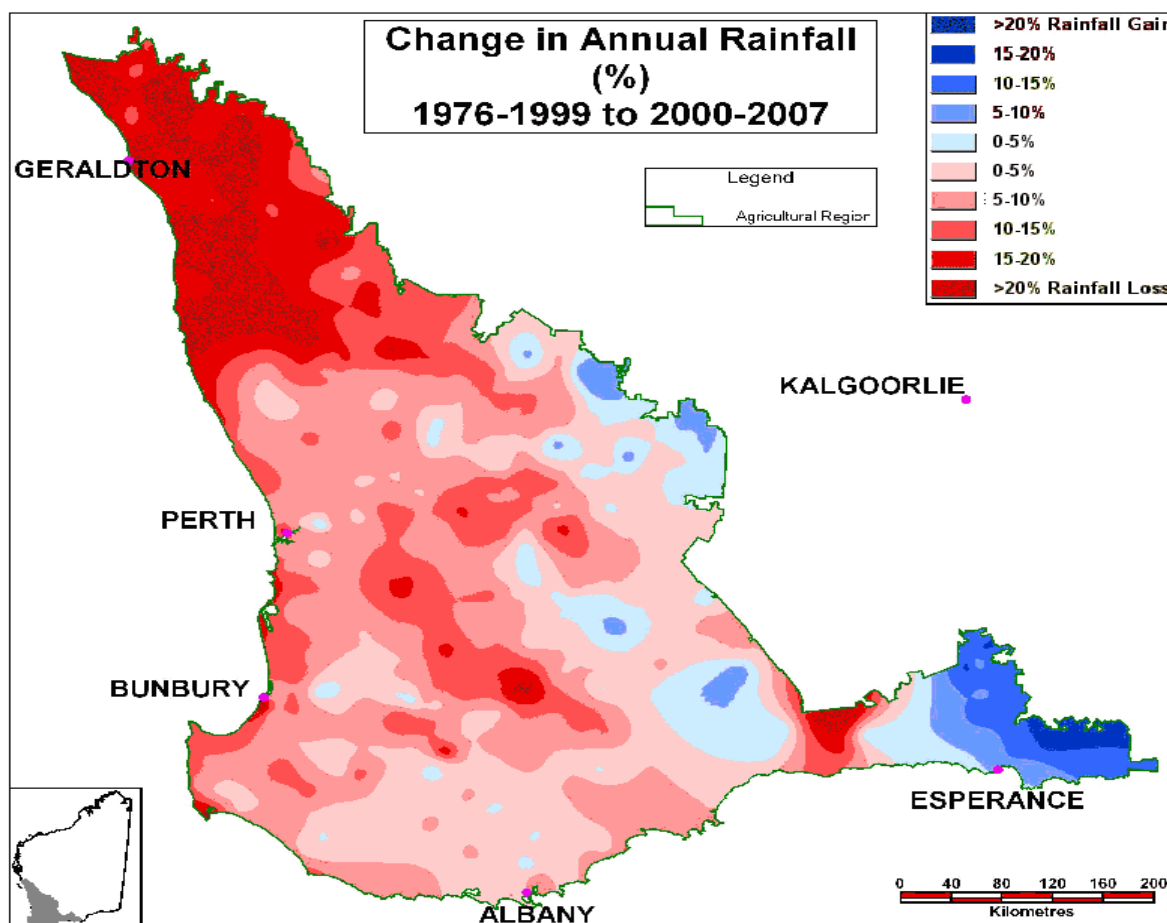 Change in Annual Rainfall
(%)
1976-1999 to 2000-2007
>20% Rainfall Gain
15-20%
10-15%
5-10%
0-5%
0-5%
5-10%
10-15%
15-20%
>20% Rainfall Loss
Legend
Agricultural Region
GERALDTON
KALGOORLIE
PERTH
BUNBURY
ESPERANCE
ALBANY
0 40 80 120 160 200
Kilometres